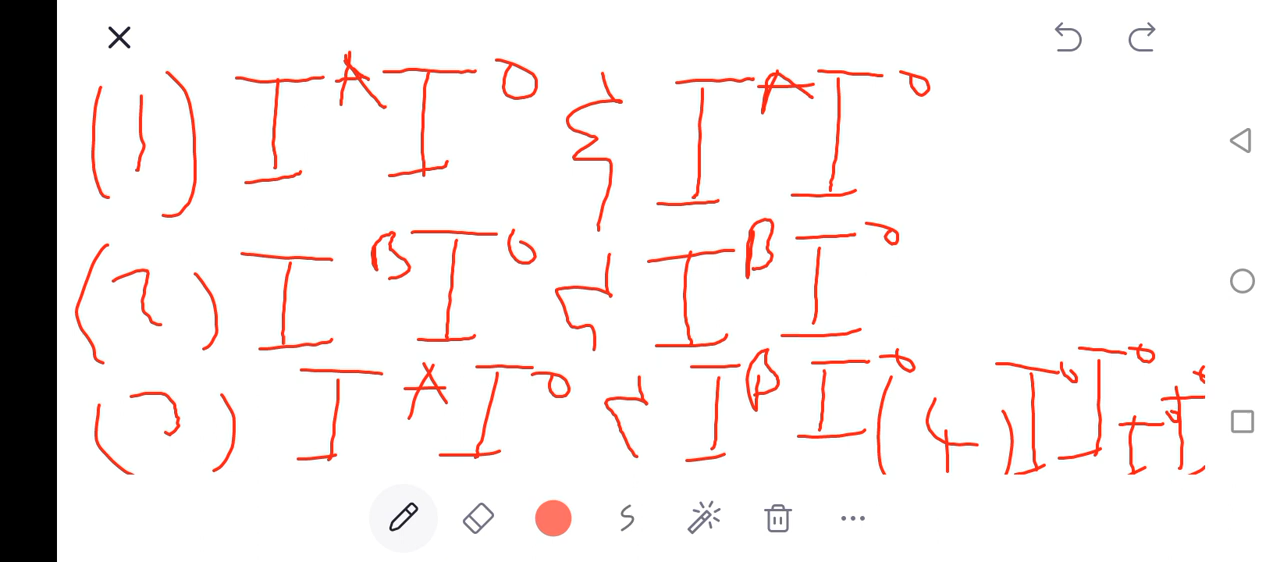 (1) I^A I^O & I^A I^O
(2) I^B I^O & I^B I^O
(3) I^A I^O & I^B I^O (4) I^O I^O